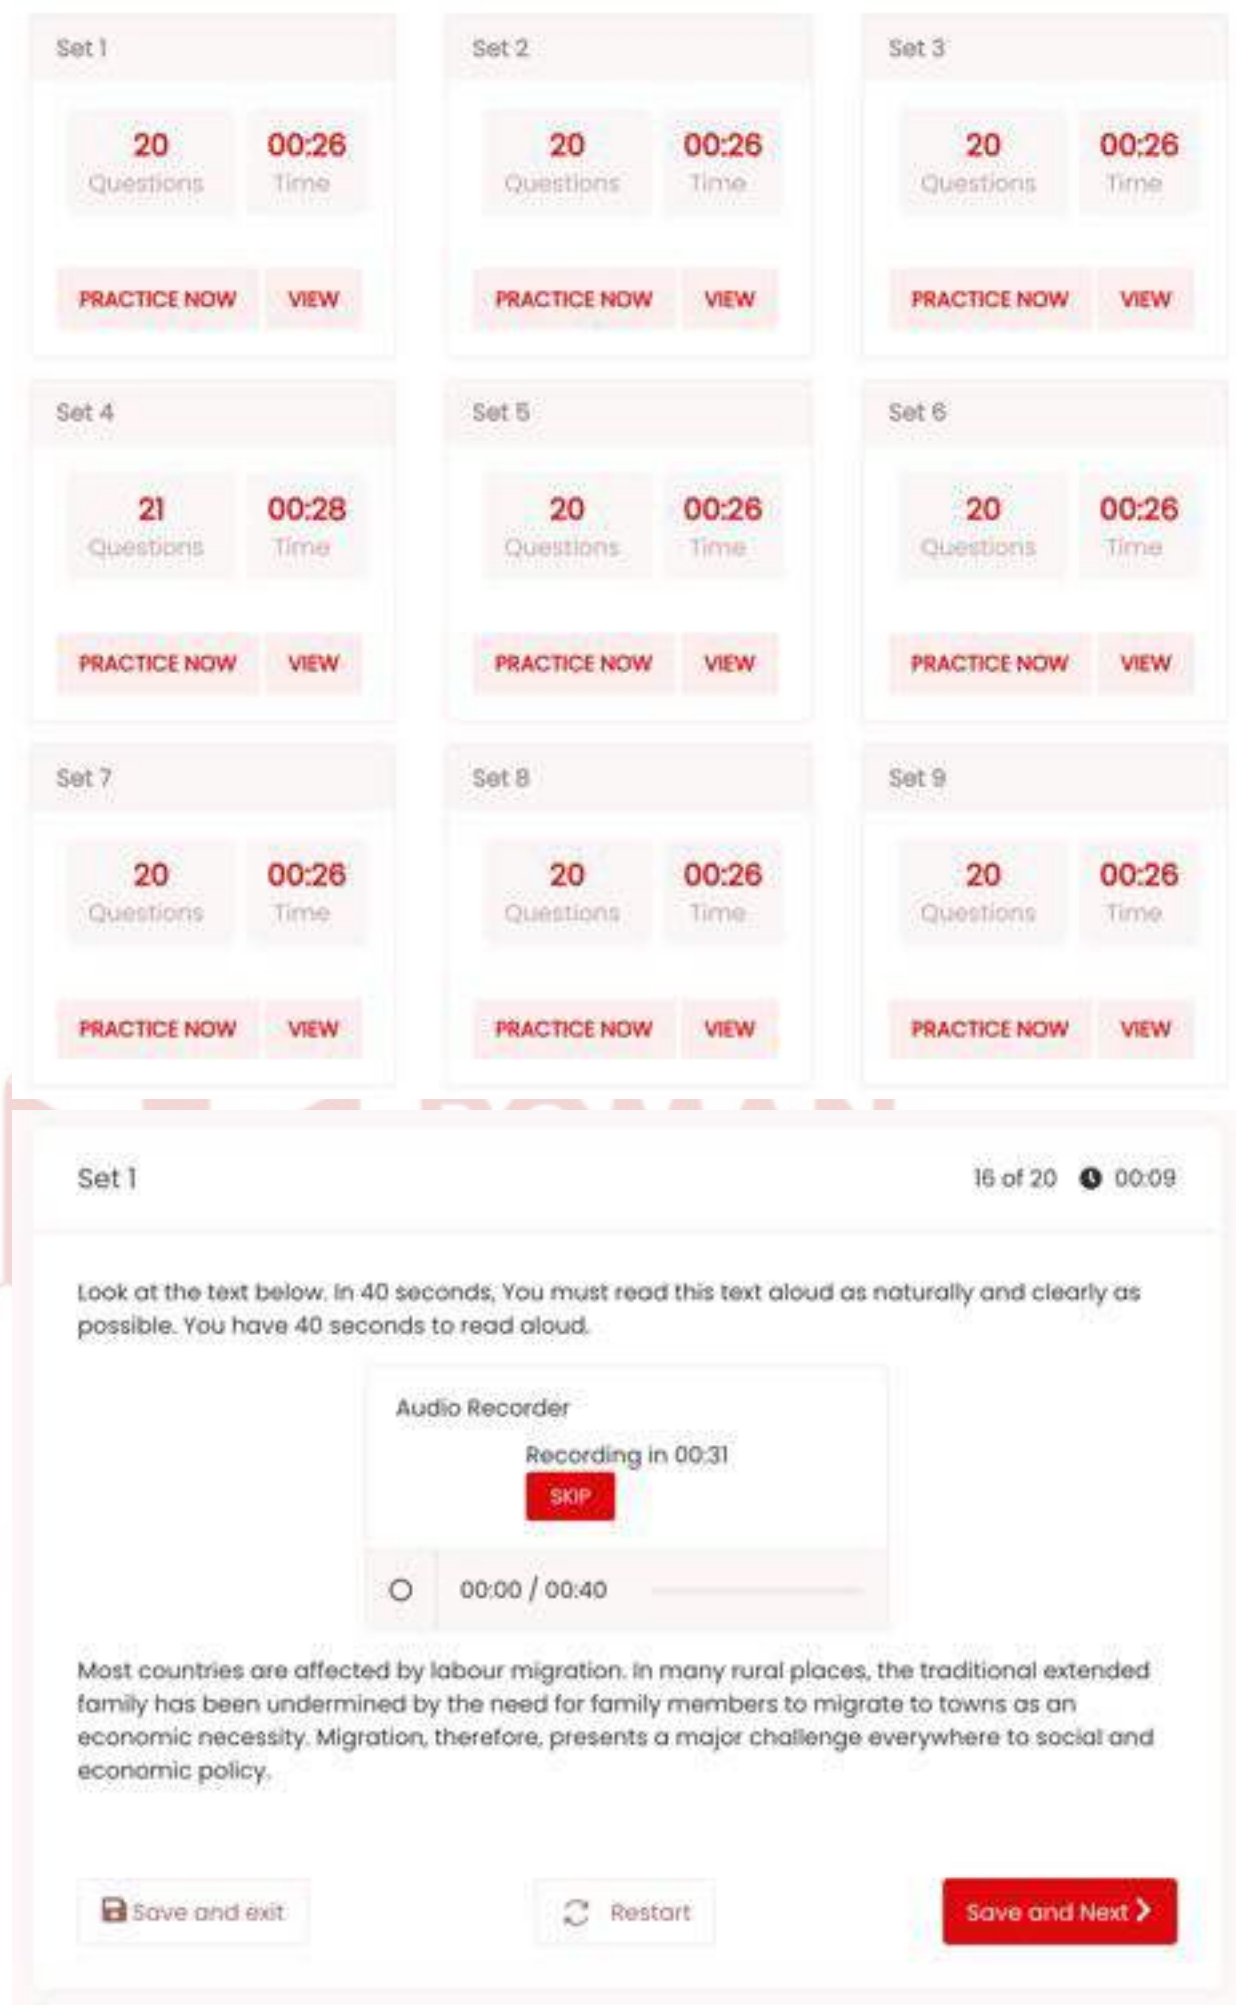 Set 1
Set 2
Set 3
20
00:26
20
00:26
20
00:26
Questions
Time
Questions
Time
Questions
Time
PRACTICE NOW
VIEW
PRACTICE NOW
VIEW
PRACTICE NOW
VIEW
Set 4
Set 5
Set 6
21
00:28
20
00:26
20
00:26
Questions
Time
Questions
Time
Questions
Time
PRACTICE NOW
VIEW
PRACTICE NOW
VIEW
PRACTICE NOW
VIEW
Set 7
Set 8
Set 9
20
00:26
20
00:26
20
00:26
Questions
Time
Questions
Time
Questions
Time
PRACTICE NOW
VIEW
PRACTICE NOW
VIEW
PRACTICE NOW
VIEW
ROMAN
Set 1
16 of 20 00:09
Look at the text below. In 40 seconds, You must read this text aloud as naturally and clearly as
possible. You have 40 seconds to read aloud.
Audio Recorder
Recording in 00:31
SKIP
00:00 / 00:40
Most countries are affected by labour migration. In many rural places, the traditional extended
family has been undermined by the need for family members to migrate to towns as an
economic necessity. Migration, therefore, presents a major challenge everywhere to social and
economic policy.
Save and exit
Restart
Save and Next